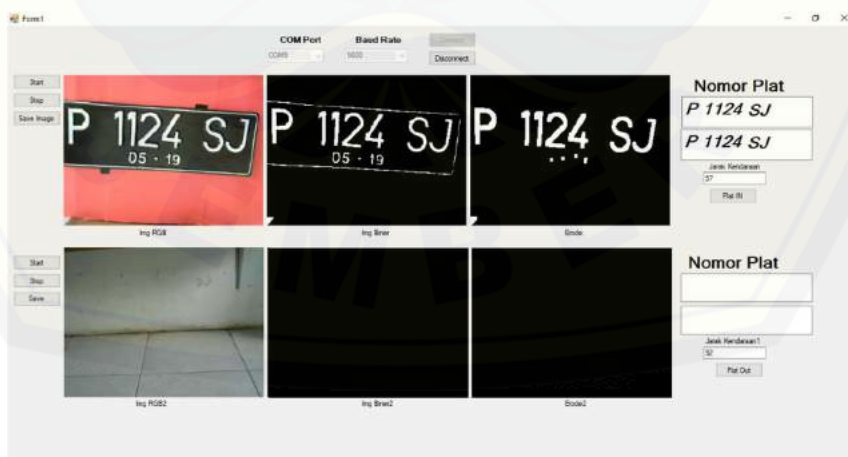 Form1
COM Port Baud Rate
COM9 9600 Disconnect
Start
Stop
Save Image
P 1124 SJ
05 - 19
P 1124 SJ
05 - 19
P 1124 SJ
Nomor Plat
P 1124 SJ
P 1124 SJ
Jarak Kendaraan
57
Plat IN
Img RGB Img Biner Erode
Start
Stop
Save
Nomor Plat
Jarak Kendaraan1
52
Plat Out
Img RGB2 Img Biner2 Erode2